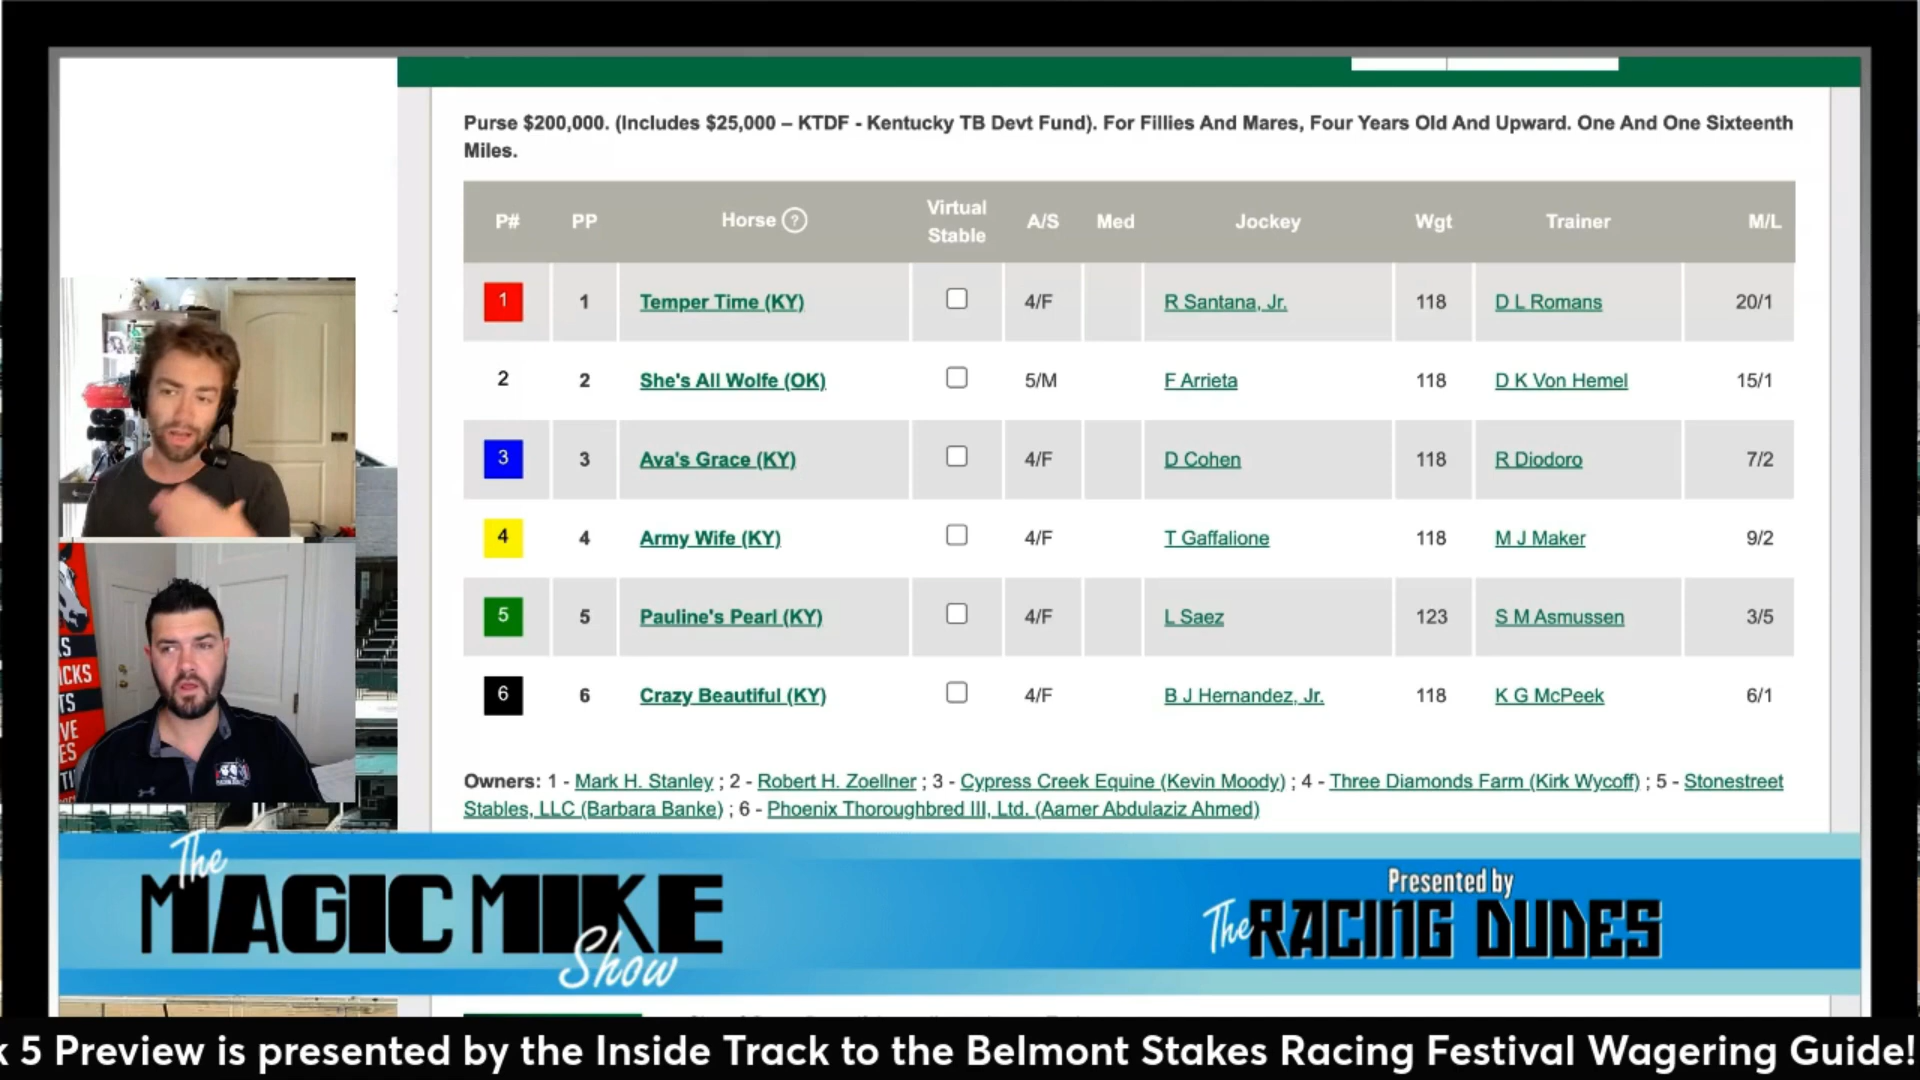 Purse $200,000. (Includes $25,000 – KTDF - Kentucky TB Devt Fund). For Fillies And Mares, Four Years Old And Upward. One And One Sixteenth
Miles.
P# PP Horse ? Virtual Stable A/S Med Jockey Wgt Trainer M/L
1 1 Temper Time (KY) 4/F R Santana, Jr. 118 D L Romans 20/1
2 2 She's All Wolfe (OK) 5/M F Arrieta 118 D K Von Hemel 15/1
3 3 Ava's Grace (KY) 4/F D Cohen 118 R Diodoro 7/2
4 4 Army Wife (KY) 4/F T Gaffalione 118 M J Maker 9/2
5 5 Pauline's Pearl (KY) 4/F L Saez 123 S M Asmussen 3/5
6 6 Crazy Beautiful (KY) 4/F B J Hernandez, Jr. 118 K G McPeek 6/1
Owners: 1 - Mark H. Stanley ; 2 - Robert H. Zoellner ; 3 - Cypress Creek Equine (Kevin Moody) ; 4 - Three Diamonds Farm (Kirk Wycoff) ; 5 - Stonestreet
Stables, LLC (Barbara Banke) ; 6 - Phoenix Thoroughbred III, Ltd. (Aamer Abdulaziz Ahmed)
The
MAGIC MIKE
Show
Presented by
The RACING DUDES
k 5 Preview is presented by the Inside Track to the Belmont Stakes Racing Festival Wagering Guide!